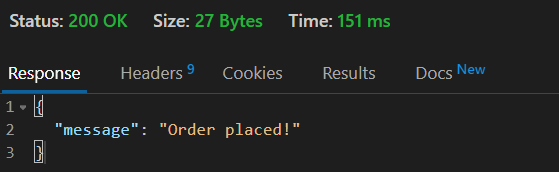 Status: 200 OK Size: 27 Bytes Time: 151 ms
Response Headers 9 Cookies Results Docs New
1 {
2 "message": "Order placed!"
3 }